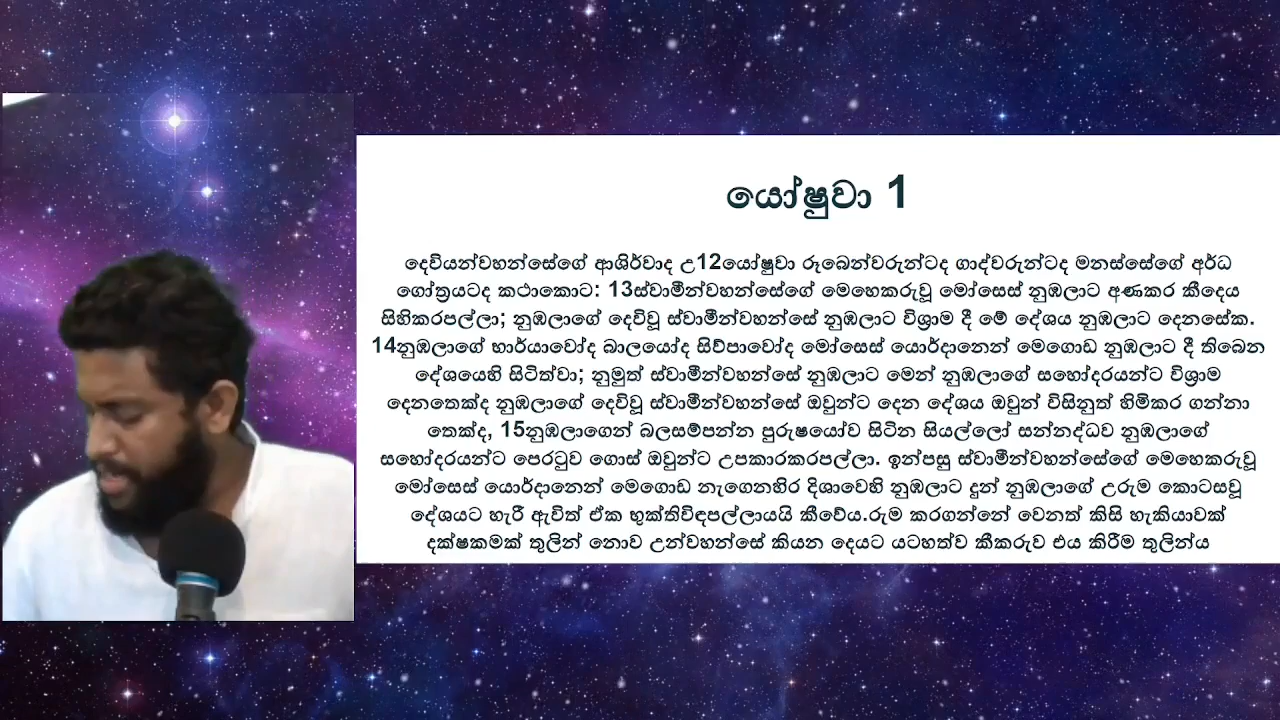 යෝෂුවා 1
දෙවියන්වහන්සේගේ ආශිර්වාද උ12යෝෂුවා රූබෙන්වරුන්ටද ගාද්වරුන්ටද මනස්සේගේ අර්ධ
ගෝත්‍රයටද කථාකොට: 13ස්වාමීන්වහන්සේගේ මෙහෙකරුවූ මෝසෙස් නුඹලාට අණකර කීදෙය
සිහිකරපල්ලා; නුඹලාගේ දෙවිවූ ස්වාමීන්වහන්සේ නුඹලාට විශ්‍රාම දී මේ දේශය නුඹලාට දෙනසේක.
14නුඹලාගේ භාර්යාවෝද බාලයෝද සිව්පාවෝද මෝසෙස් යොර්දානෙන් මෙගොඩ නුඹලාට දී තිබෙන
දේශයෙහි සිටිත්වා; නුමුත් ස්වාමීන්වහන්සේ නුඹලාට මෙන් නුඹලාගේ සහෝදරයන්ට විශ්‍රාම
දෙනතෙක්ද නුඹලාගේ දෙවිවූ ස්වාමීන්වහන්සේ ඔවුන්ට දෙන දේශය ඔවුන් විසිනුත් හිමිකර ගන්නා
තෙක්ද, 15නුඹලාගෙන් බලසම්පන්න පුරුෂයෝව සිටින සියල්ලෝ සන්නද්ධව නුඹලාගේ
සහෝදරයන්ට පෙරටුව ගොස් ඔවුන්ට උපකාරකරපල්ලා. ඉන්පසු ස්වාමීන්වහන්සේගේ මෙහෙකරුවූ
මෝසෙස් යොර්දානෙන් මෙගොඩ නැගෙනහිර දිශාවෙහි නුඹලාට දුන් නුඹලාගේ උරුම කොටසවූ
දේශයට හැරී ඇවිත් ඒක භුක්තිවිඳපල්ලායයි කීවේය.රුම කරගන්නේ වෙනත් කිසි හැකියාවක්
දක්ෂකමක් තුලින් නොව උන්වහන්සේ කියන දෙයට යටහත්ව කීකරුව එය කිරීම තුලින්ය